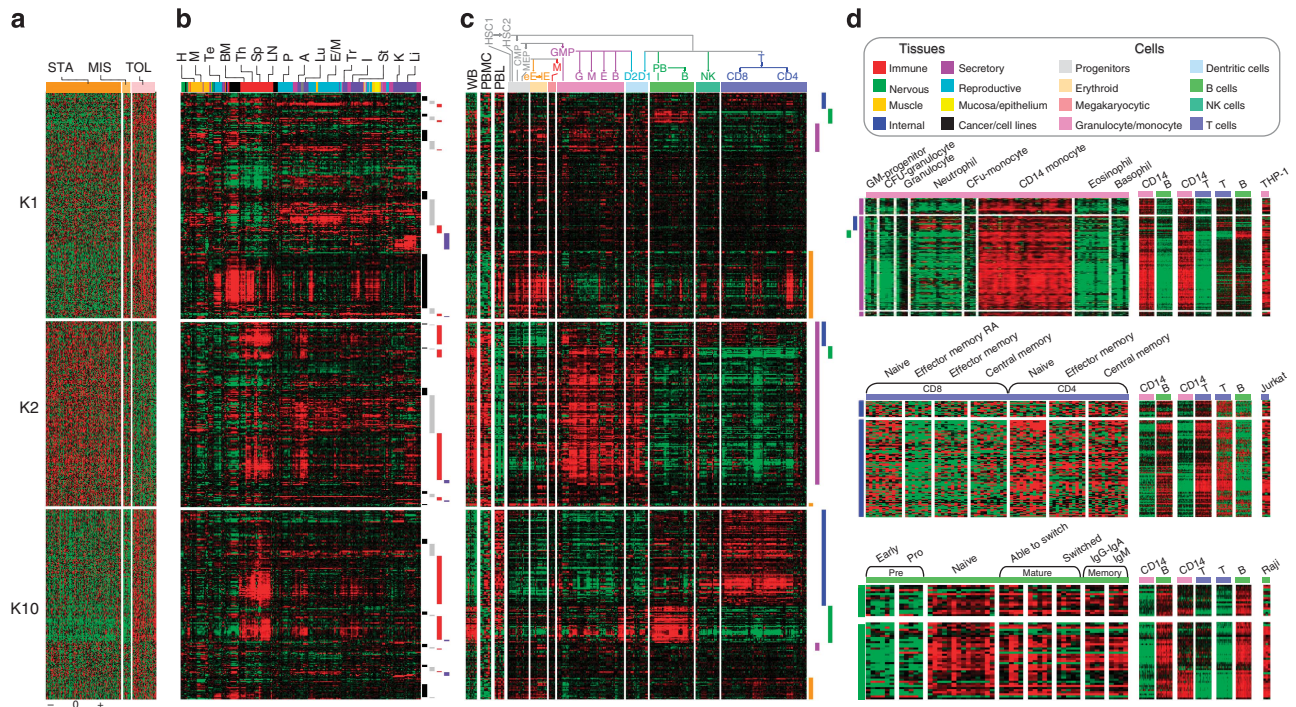 a
b
c
d
STA MIS TOL
H M Te BM Th Sp LN P A Lu E/M Tr I St K Li
HSC1
HSC2
CMP
MEP
GMP
WB PBMC PBL
M G M E B D2 D1 PB B NK T CD8 CD4
K1
K2
K10
– 0 +
Tissues
Cells
Immune
Nervous
Muscle
Internal
Secretory
Reproductive
Mucosa/epithelium
Cancer/cell lines
Progenitors
Erythroid
Megakaryocytic
Granulocyte/monocyte
Dentritic cells
B cells
NK cells
T cells
GM-progenitor CFU-granulocyte Granulocyte Neutrophil CFU-monocyte CD14 monocyte Eosinophil Basophil CD14 B CD14 T T B THP-1
Naive Effector memory RA Effector memory Central memory Naive Effector memory Central memory
CD8 CD4 CD14 B CD14 T T B Jurkat
Early Pro Naive Able to switch Switched IgG-IgA IgM
Pre Mature Memory CD14 B CD14 T T B Raji